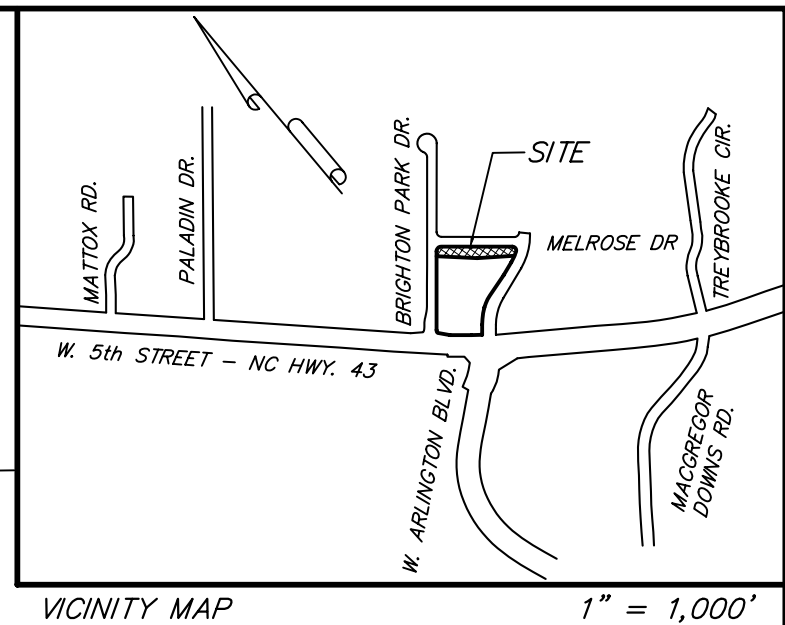 MATTOX RD.
PALADIN DR.
BRIGHTON PARK DR.
SITE
MELROSE DR
TREYBROOKE CIR.
W. 5th STREET – NC HWY. 43
W. ARLINGTON BLVD.
MACGREGOR
DOWNS RD.
VICINITY MAP
1" = 1,000'